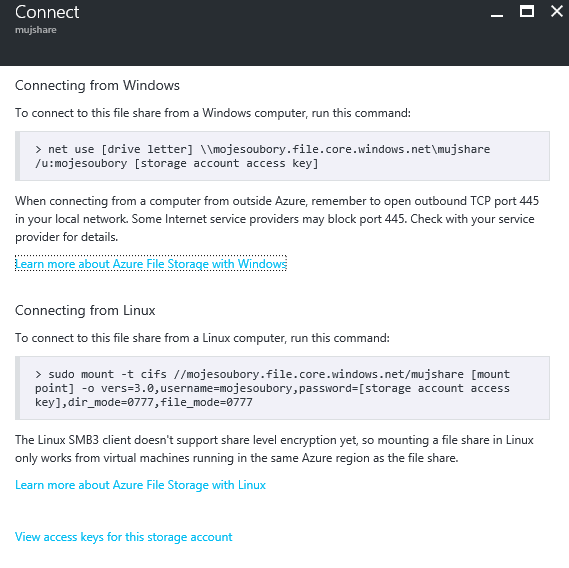 Connect
mujshare
Connecting from Windows
To connect to this file share from a Windows computer, run this command:
> net use [drive letter] \\mojesoubory.file.core.windows.net\mujshare
/u:mojesoubory [storage account access key]
When connecting from a computer from outside Azure, remember to open outbound TCP port 445
in your local network. Some Internet service providers may block port 445. Check with your service
provider for details.
Learn more about Azure File Storage with Windows
Connecting from Linux
To connect to this file share from a Linux computer, run this command:
> sudo mount -t cifs //mojesoubory.file.core.windows.net/mujshare [mount
point] -o vers=3.0,username=mojesoubory,password=[storage account access
key],dir_mode=0777,file_mode=0777
The Linux SMB3 client doesn't support share level encryption yet, so mounting a file share in Linux
only works from virtual machines running in the same Azure region as the file share.
Learn more about Azure File Storage with Linux
View access keys for this storage account